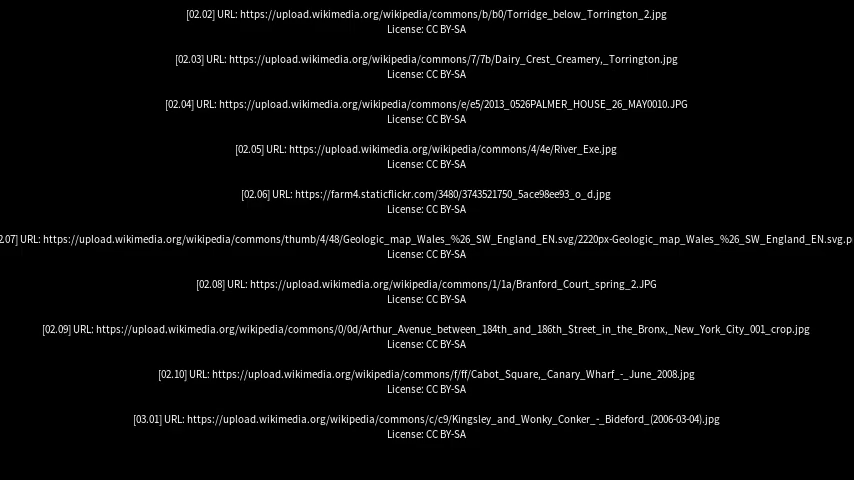 [02.02] URL: https://upload.wikimedia.org/wikipedia/commons/b/b0/Torridge_below_Torrington_2.jpg
License: CC BY-SA
[02.03] URL: https://upload.wikimedia.org/wikipedia/commons/7/7b/Dairy_Crest_Creamery,_Torrington.jpg
License: CC BY-SA
[02.04] URL: https://upload.wikimedia.org/wikipedia/commons/e/e5/2013_0526PALMER_HOUSE_26_MAY0010.JPG
License: CC BY-SA
[02.05] URL: https://upload.wikimedia.org/wikipedia/commons/4/4e/River_Exe.jpg
License: CC BY-SA
[02.06] URL: https://farm4.staticflickr.com/3480/3743521750_5ace98ee93_o_d.jpg
License: CC BY-SA
2.07] URL: https://upload.wikimedia.org/wikipedia/commons/thumb/4/48/Geologic_map_Wales_%26_SW_England_EN.svg/2220px-Geologic_map_Wales_%26_SW_England_EN.svg.p
License: CC BY-SA
[02.08] URL: https://upload.wikimedia.org/wikipedia/commons/1/1a/Branford_Court_spring_2.JPG
License: CC BY-SA
[02.09] URL: https://upload.wikimedia.org/wikipedia/commons/0/0d/Arthur_Avenue_between_184th_and_186th_Street_in_the_Bronx,_New_York_City_001_crop.jpg
License: CC BY-SA
[02.10] URL: https://upload.wikimedia.org/wikipedia/commons/f/ff/Cabot_Square,_Canary_Wharf_-_June_2008.jpg
License: CC BY-SA
[03.01] URL: https://upload.wikimedia.org/wikipedia/commons/c/c9/Kingsley_and_Wonky_Conker_-_Bideford_(2006-03-04).jpg
License: CC BY-SA